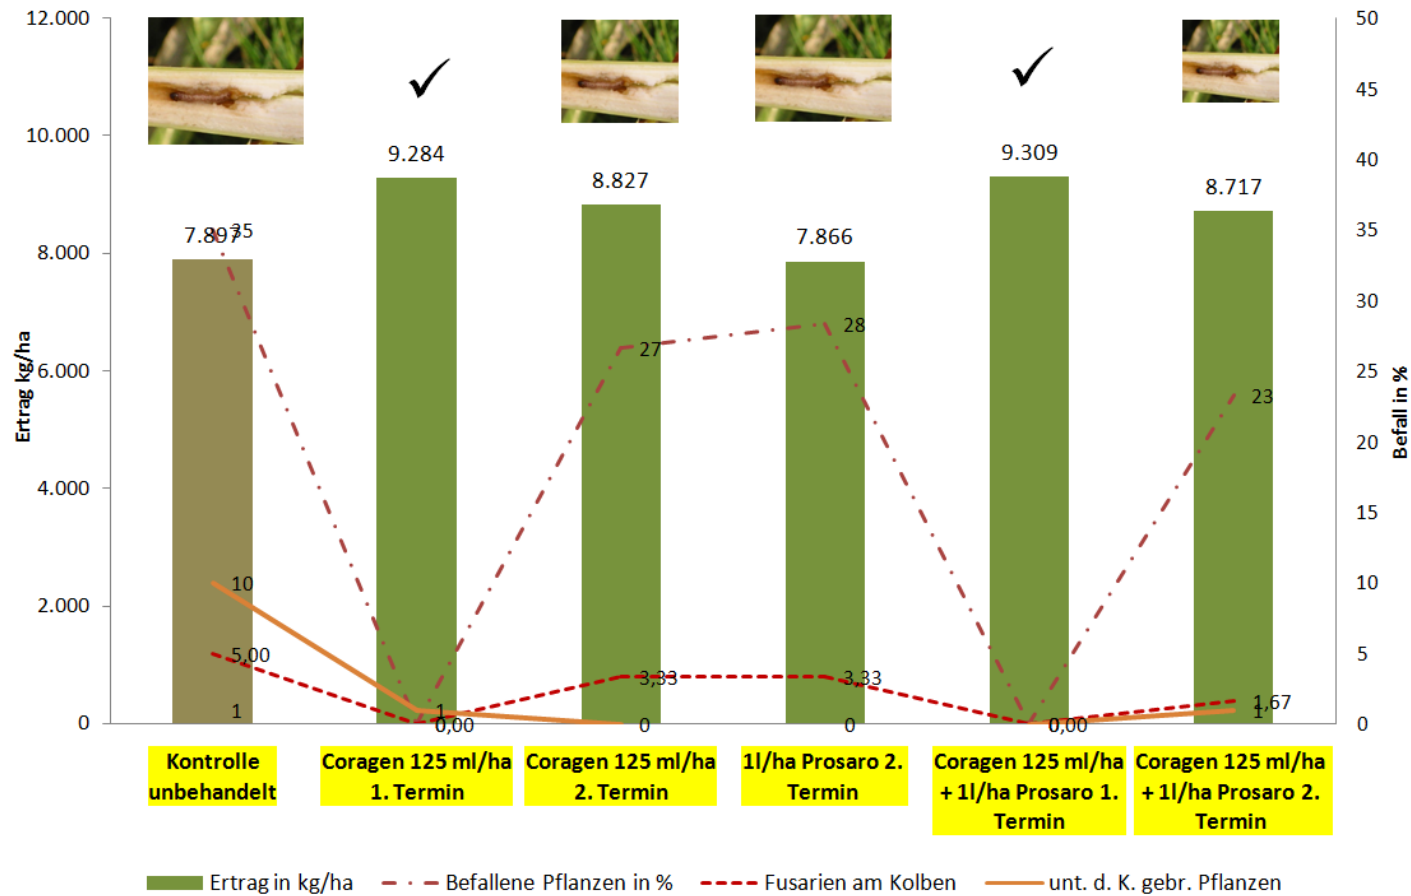 12.000
10.000
8.000
6.000
4.000
2.000
0
Ertrag kg/ha
50
45
40
35
30
25
20
15
10
5
0
Befall in %
7.897
9.284
8.827
7.866
9.309
8.717
35
27
28
23
10
5,00
1
1
0,00
3,33
0
3,33
0
0,00
1,67
1
Kontrolle
unbehandelt
Coragen 125 ml/ha
1. Termin
Coragen 125 ml/ha
2. Termin
1l/ha Prosaro 2.
Termin
Coragen 125 ml/ha
+ 1l/ha Prosaro 1.
Termin
Coragen 125 ml/ha
+ 1l/ha Prosaro 2.
Termin
Ertrag in kg/ha
Befallene Pflanzen in %
Fusarien am Kolben
unt. d. K. gebr. Pflanzen